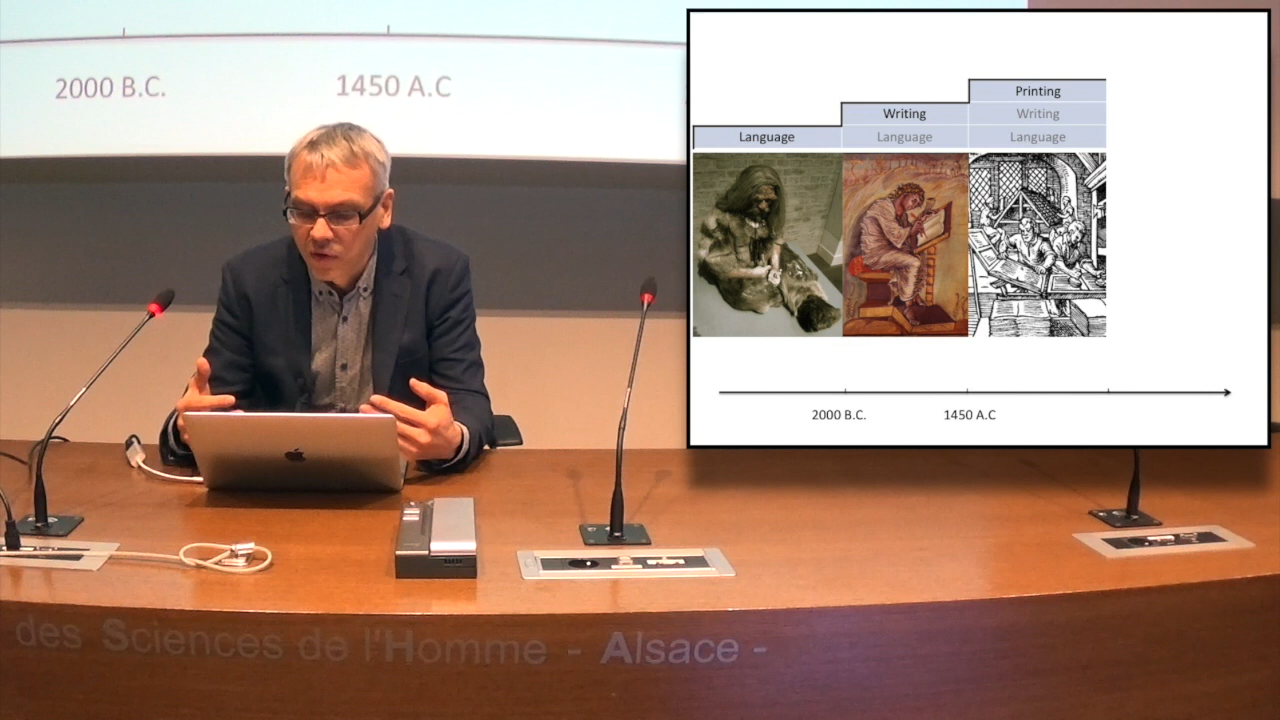 2000 B.C.
1450 A.C
Printing
Writing
Writing
Language
Language
Language
2000 B.C.
1450 A.C
des Sciences de l'Homme - Alsace -